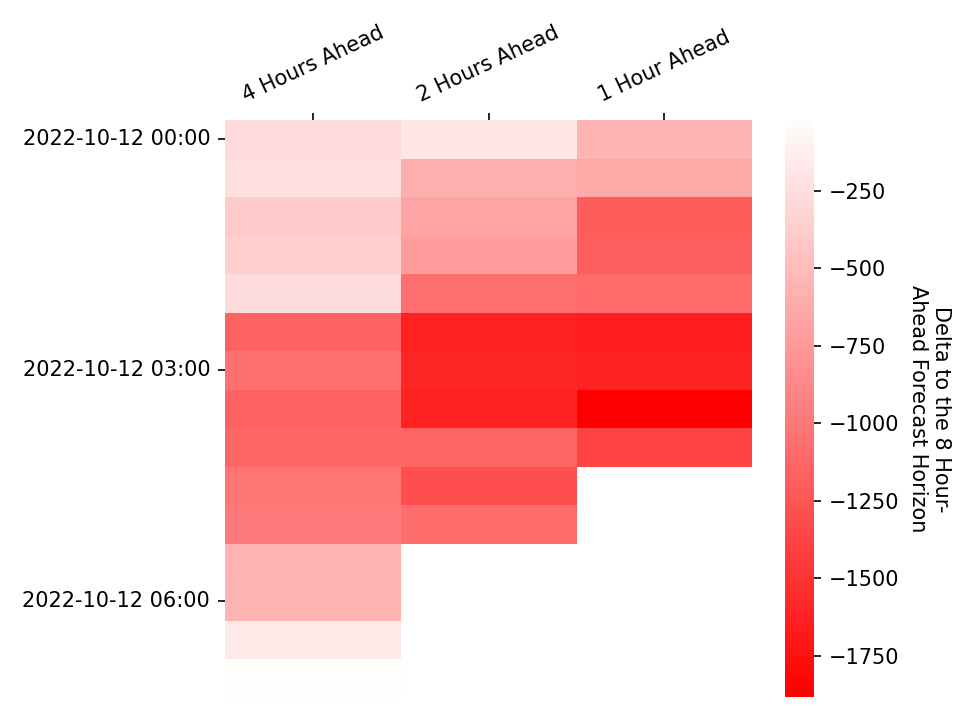 4 Hours Ahead
2 Hours Ahead
1 Hour Ahead
2022-10-12 00:00
2022-10-12 03:00
2022-10-12 06:00
−250
−500
−750
−1000
−1250
−1500
−1750
Delta to the 8 Hour-
Ahead Forecast Horizon